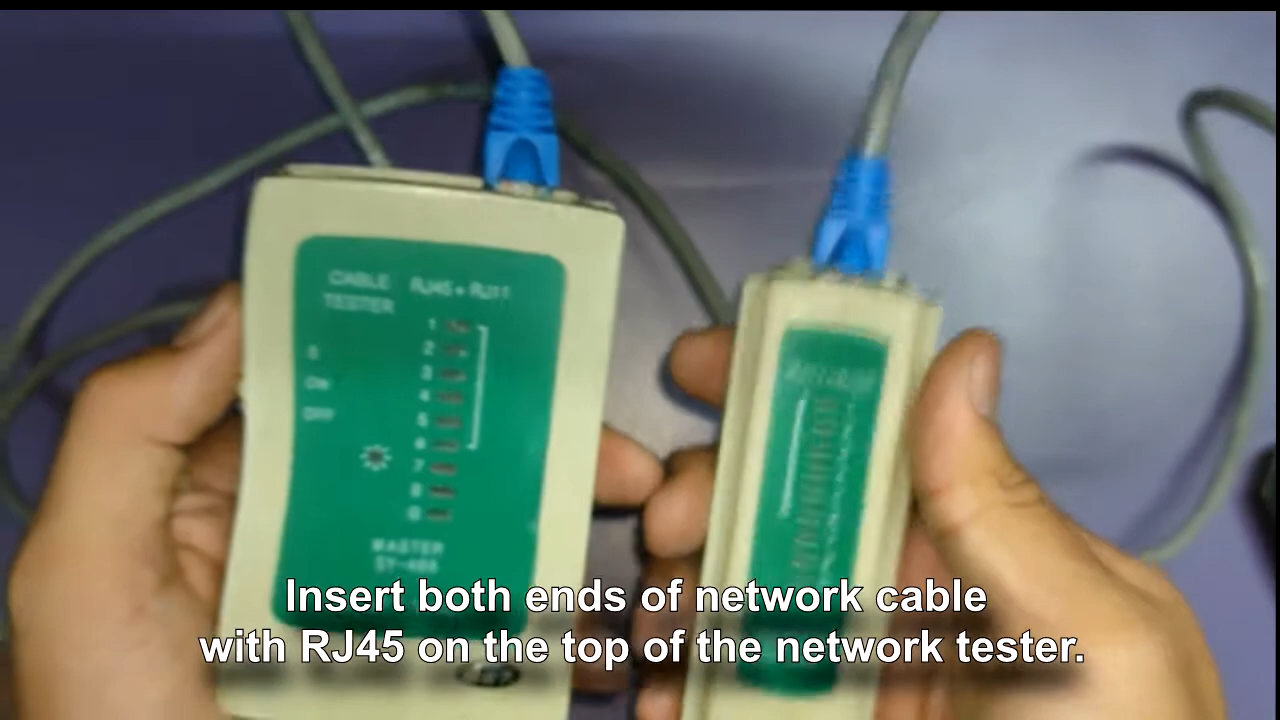 CABLE RJ45 + RJ11
TESTER
1
2
3
4
5
6
7
8
G
S
ON
OFF
MASTER
Insert both ends of network cable
with RJ45 on the top of the network tester.